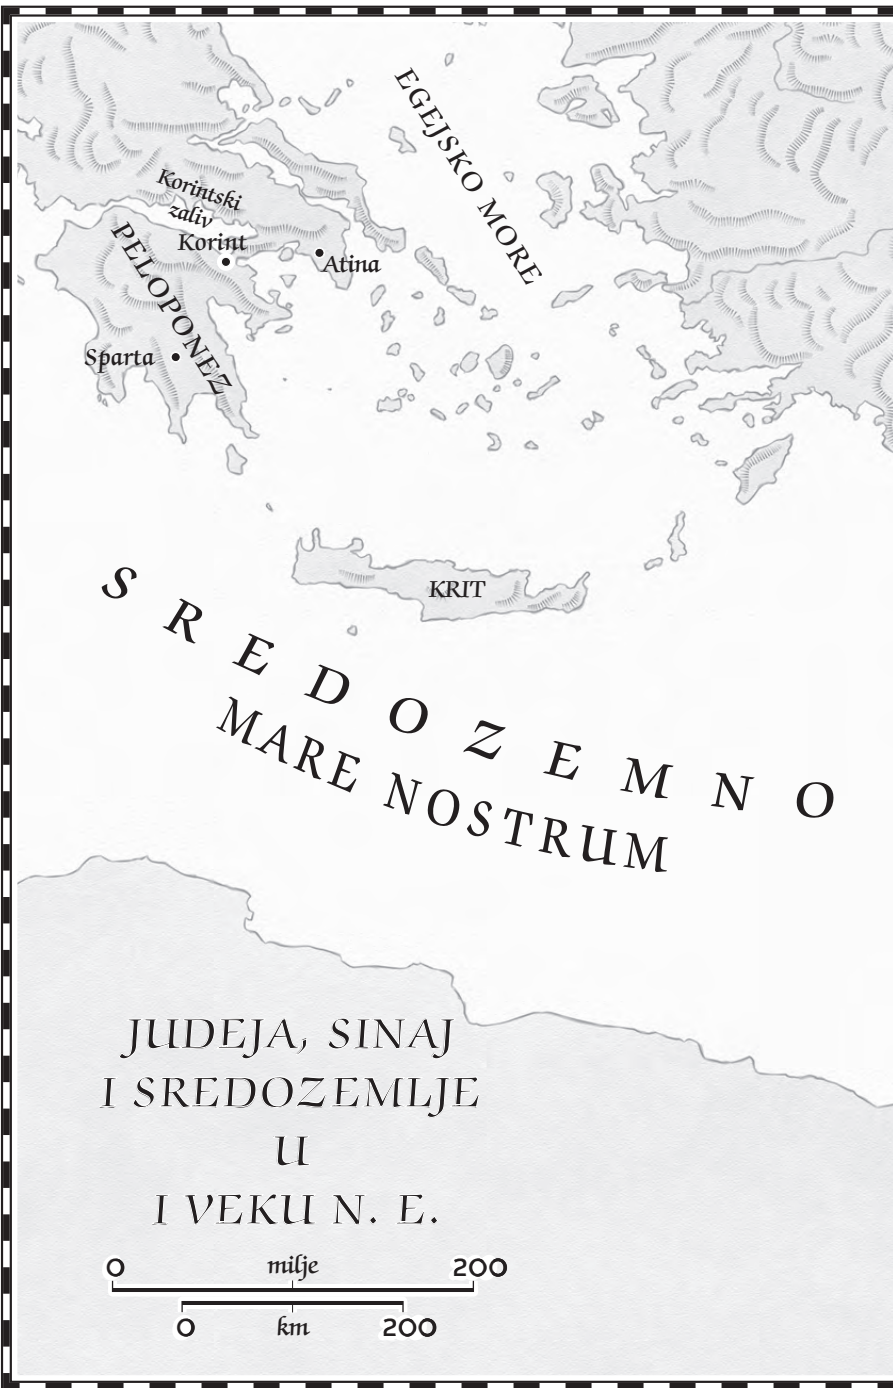 EGEJSKO MORE
Korintski
zaliv
Korint
Atina
PELOPONEZ
Sparta
KRIT
SREDOZEMNO
MARE NOSTRUM
JUDEJA, SINAJ
I SREDOZEMLJE
U
I VEKU N. E.
0 milje 200
0 km 200